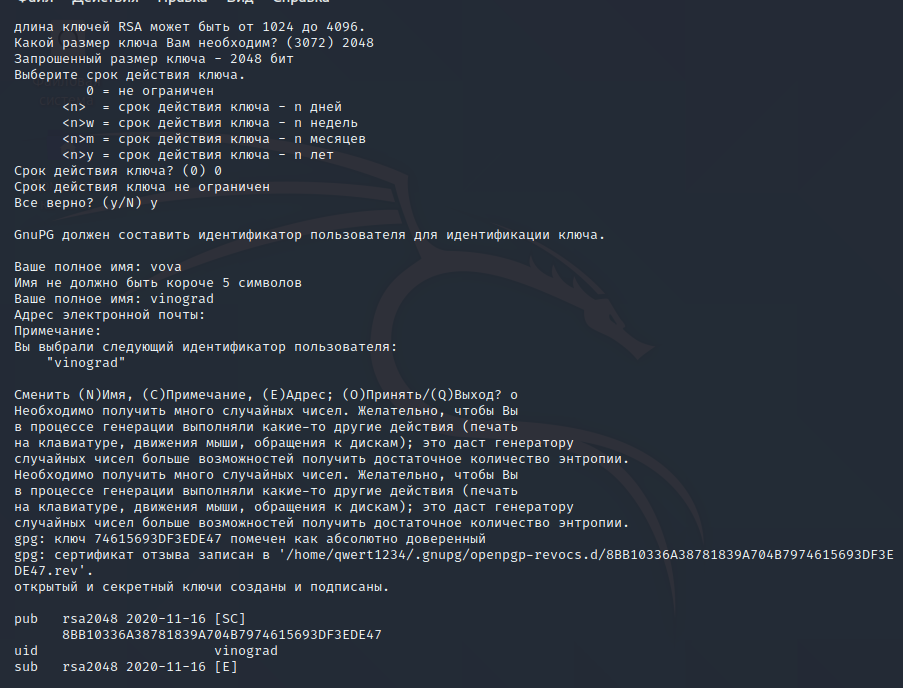 Файл Действия Правка Вид Справка
длина ключей RSA может быть от 1024 до 4096.
Какой размер ключа Вам необходим? (3072) 2048
Запрошенный размер ключа - 2048 бит
Выберите срок действия ключа.
0 = не ограничен
<n>  = срок действия ключа - n дней
<n>w = срок действия ключа - n недель
<n>m = срок действия ключа - n месяцев
<n>y = срок действия ключа - n лет
Срок действия ключа? (0) 0
Срок действия ключа не ограничен
Все верно? (y/N) y
GnuPG должен составить идентификатор пользователя для идентификации ключа.
Ваше полное имя: vova
Имя не должно быть короче 5 символов
Ваше полное имя: vinograd
Адрес электронной почты:
Примечание:
Вы выбрали следующий идентификатор пользователя:
"vinograd"
Сменить (N)Имя, (C)Примечание, (E)Адрес; (O)Принять/(Q)Выход? o
Необходимо получить много случайных чисел. Желательно, чтобы Вы
в процессе генерации выполняли какие-то другие действия (печать
на клавиатуре, движения мыши, обращения к дискам); это даст генератору
случайных чисел больше возможностей получить достаточное количество энтропии.
Необходимо получить много случайных чисел. Желательно, чтобы Вы
в процессе генерации выполняли какие-то другие действия (печать
на клавиатуре, движения мыши, обращения к дискам); это даст генератору
случайных чисел больше возможностей получить достаточное количество энтропии.
gpg: ключ 74615693DF3EDE47 помечен как абсолютно доверенный
gpg: сертификат отзыва записан в '/home/qwert1234/.gnupg/openpgp-revocs.d/8BB10336A38781839A704B7974615693DF3E
DE47.rev'.
открытый и секретный ключи созданы и подписаны.
pub   rsa2048 2020-11-16 [SC]
8BB10336A38781839A704B7974615693DF3EDE47
uid                      vinograd
sub   rsa2048 2020-11-16 [E]